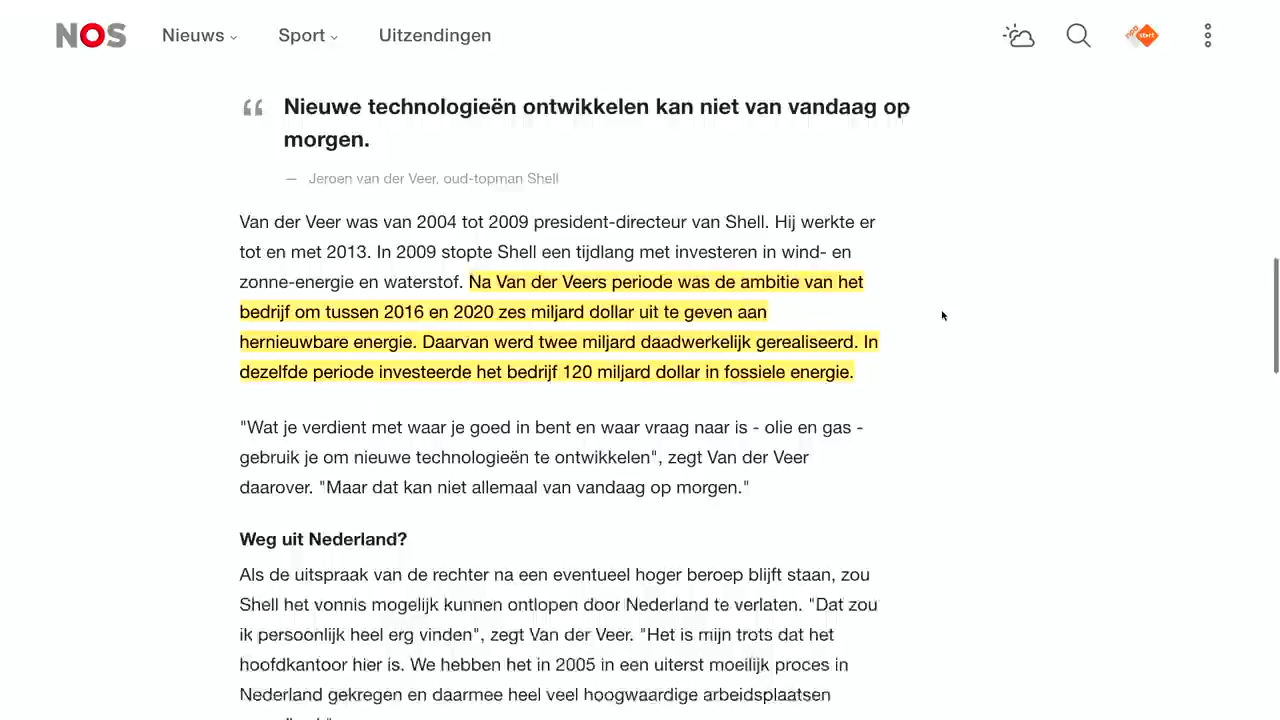 NOS Nieuws Sport Uitzendingen npo start
“ Nieuwe technologieën ontwikkelen kan niet van vandaag op
morgen.
— Jeroen van der Veer, oud-topman Shell
Van der Veer was van 2004 tot 2009 president-directeur van Shell. Hij werkte er
tot en met 2013. In 2009 stopte Shell een tijdlang met investeren in wind- en
zonne-energie en waterstof. Na Van der Veers periode was de ambitie van het
bedrijf om tussen 2016 en 2020 zes miljard dollar uit te geven aan
hernieuwbare energie. Daarvan werd twee miljard daadwerkelijk gerealiseerd. In
dezelfde periode investeerde het bedrijf 120 miljard dollar in fossiele energie.
"Wat je verdient met waar je goed in bent en waar vraag naar is - olie en gas -
gebruik je om nieuwe technologieën te ontwikkelen", zegt Van der Veer
daarover. "Maar dat kan niet allemaal van vandaag op morgen."
Weg uit Nederland?
Als de uitspraak van de rechter na een eventueel hoger beroep blijft staan, zou
Shell het vonnis mogelijk kunnen ontlopen door Nederland te verlaten. "Dat zou
ik persoonlijk heel erg vinden", zegt Van der Veer. "Het is mijn trots dat het
hoofdkantoor hier is. We hebben het in 2005 in een uiterst moeilijk proces in
Nederland gekregen en daarmee heel veel hoogwaardige arbeidsplaatsen